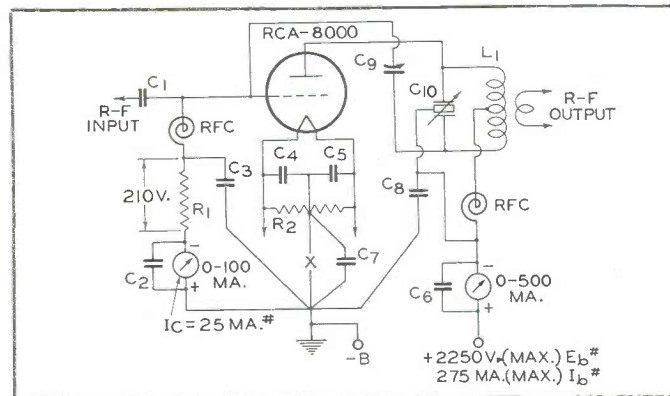 RCA-8000
C9
L1
C1
C10
R-F
INPUT
RFC
R-F
OUTPUT
C4
C5
C3
C8
210V.
R1
R2
RFC
C7
X
C2
-
0-100
MA.
+
C6
-
0-500
MA.
+
IC=25 MA.#
-B
+2250V.(MAX.) Eb#
275 MA.(MAX.) Ib#